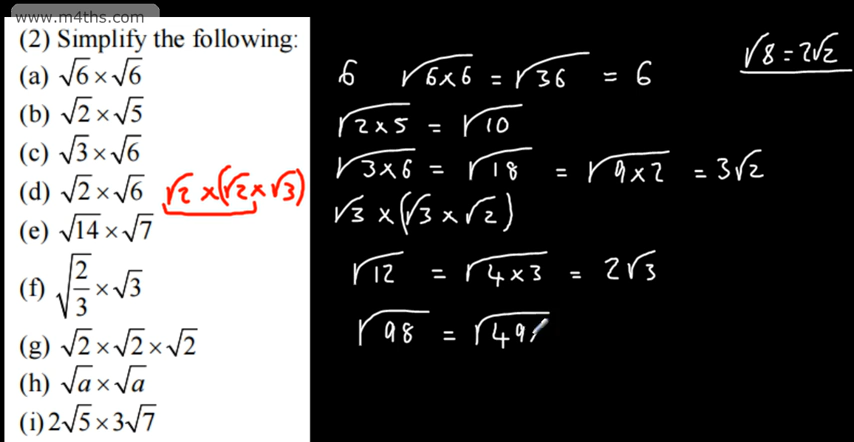 www.m4ths.com
(2) Simplify the following:
(a) √6 × √6
(b) √2 × √5
(c) √3 × √6
(d) √2 × √6 √2 × (√2 × √3)
(e) √14 × √7
(f) √(2/3) × √3
(g) √2 × √2 × √2
(h) √a × √a
(i) 2√5 × 3√7
√8 = 2√2
6 √(6×6) = √36 = 6
√(2×5) = √10
√(3×6) = √18 = √(9×2) = 3√2
√3 × (√3 × √2)
√12 = √(4×3) = 2√3
√98 = √49